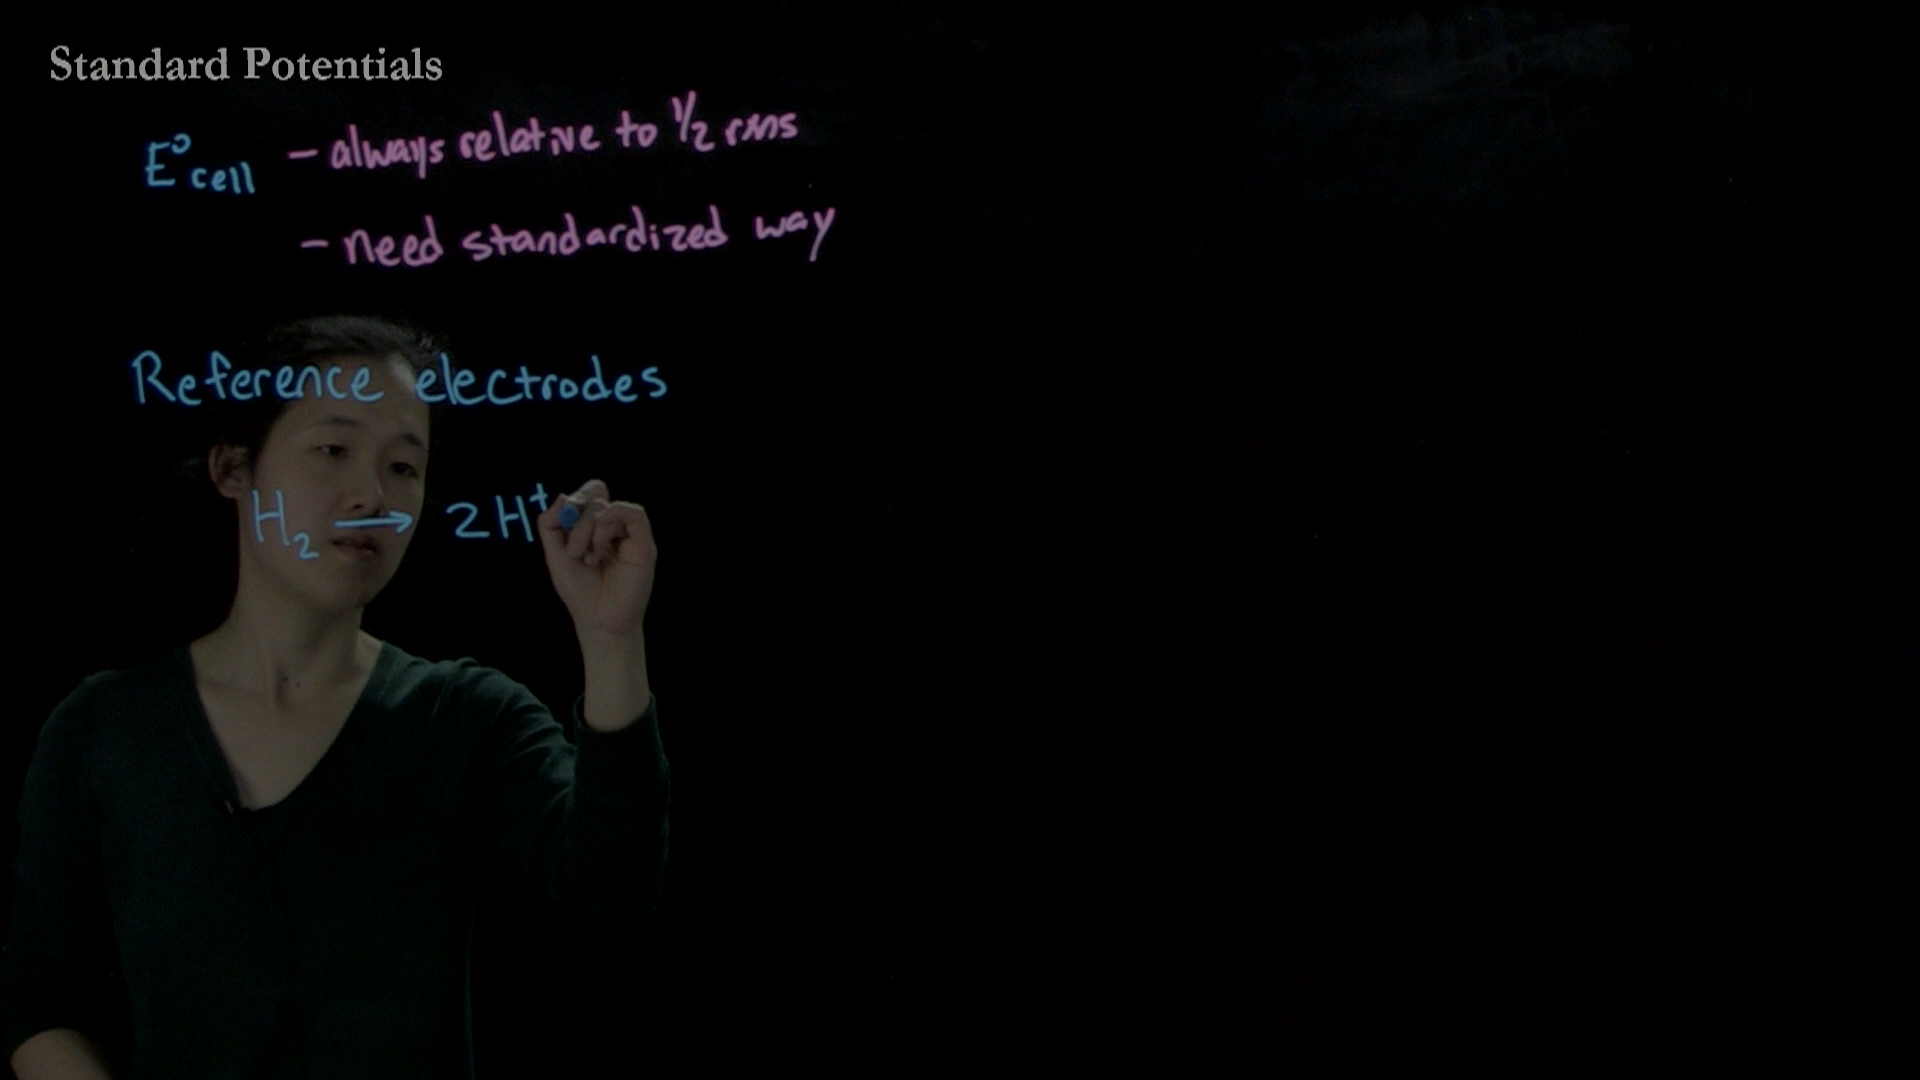 Standard Potentials
E°cell - always relative to 1/2 rxns
- need standardized way
Reference electrodes
H₂ → 2H⁺